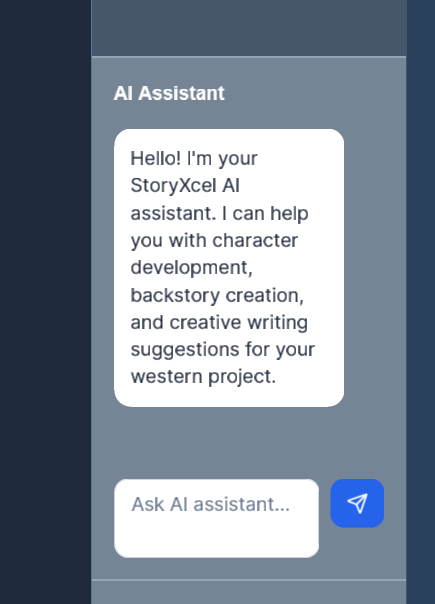 AI Assistant
Hello! I'm your
StoryXcel AI
assistant. I can help
you with character
development,
backstory creation,
and creative writing
suggestions for your
western project.
Ask AI assistant...